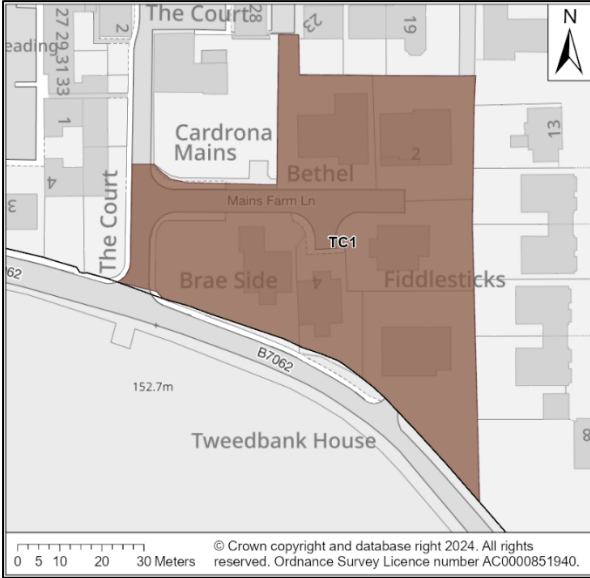 The Court
28
23
19
N
eading
27 29 31 33
2
1
Cardrona
Mains
13
2
Bethel
4
Mains Farm Ln
3
The Court
TC1
Brae Side
4
Fiddlesticks
062
B7062
152.7m
Tweedbank House
8
0 5 10 20 30 Meters
© Crown copyright and database right 2024. All rights
reserved. Ordnance Survey Licence number AC0000851940.